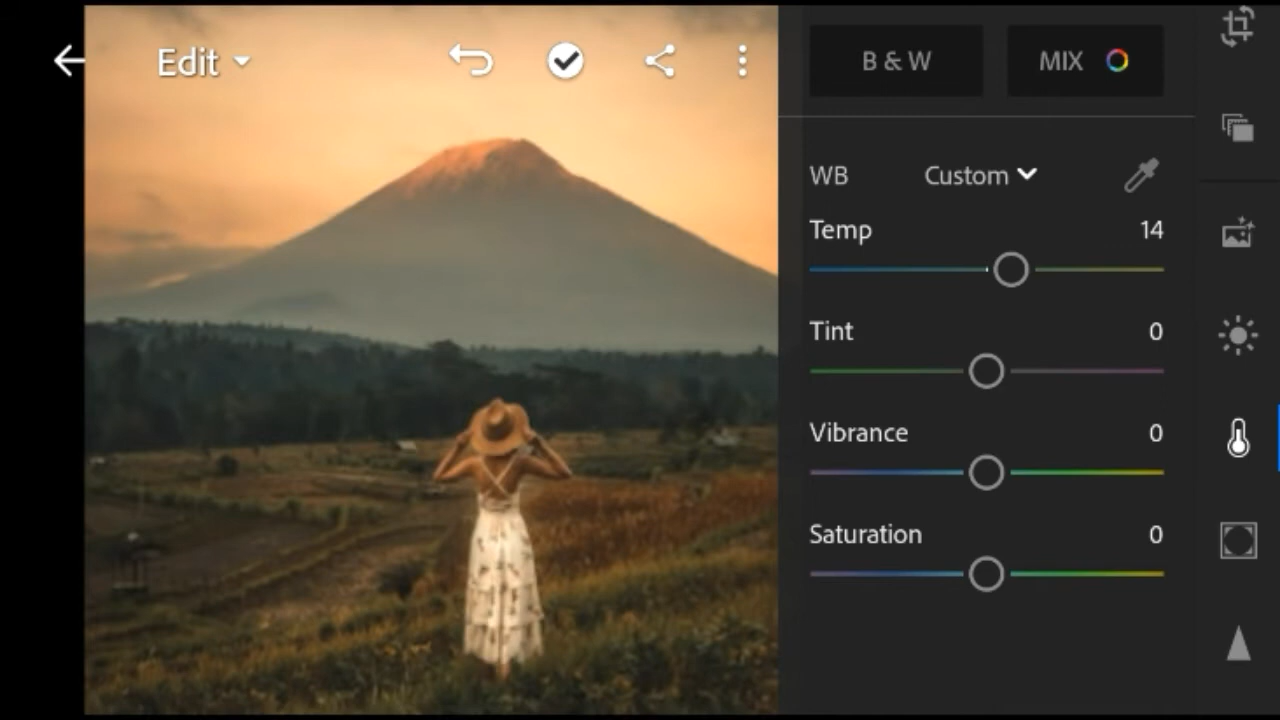 Edit
B & W
MIX
WB
Custom
Temp
14
Tint
0
Vibrance
0
Saturation
0